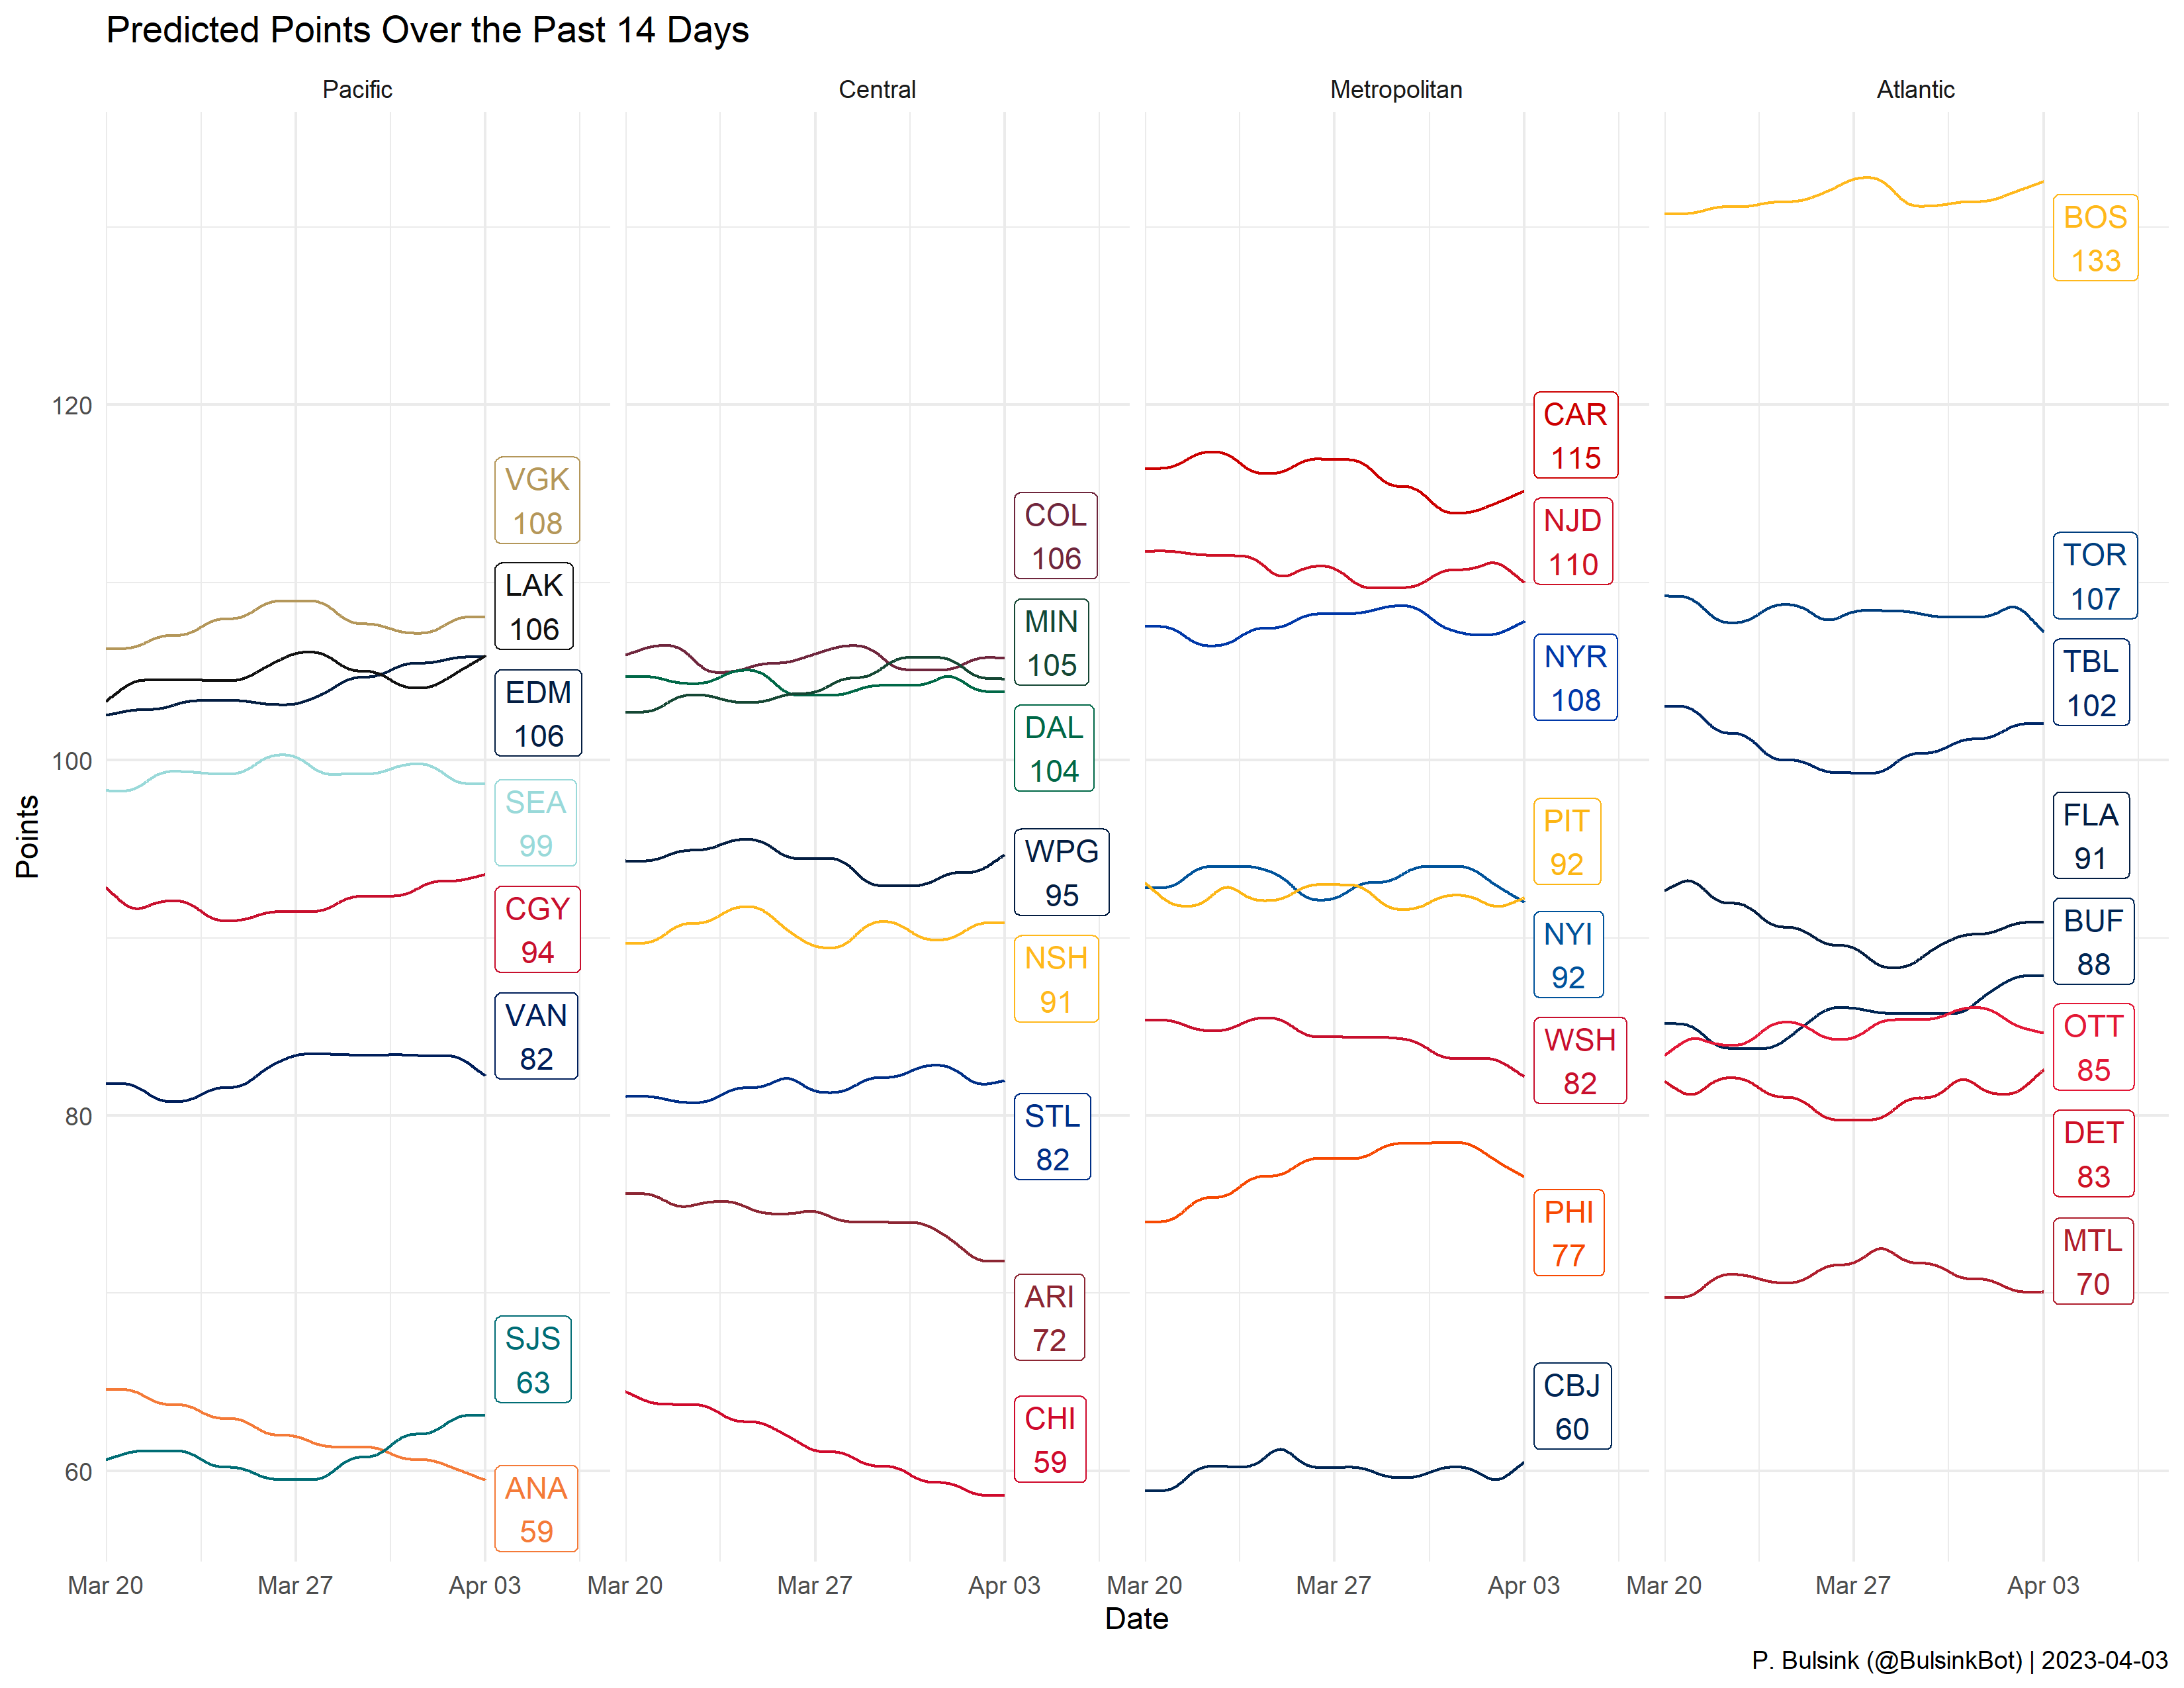 Predicted Points Over the Past 14 Days
Pacific
Central
Metropolitan
Atlantic
Points
120
100
80
60
VGK
108
LAK
106
EDM
106
SEA
99
CGY
94
VAN
82
SJS
63
ANA
59
COL
106
MIN
105
DAL
104
WPG
95
NSH
91
STL
82
ARI
72
CHI
59
CAR
115
NJD
110
NYR
108
PIT
92
NYI
92
WSH
82
PHI
77
CBJ
60
BOS
133
TOR
107
TBL
102
FLA
91
BUF
88
OTT
85
DET
83
MTL
70
Mar 20
Mar 27
Apr 03
Mar 20
Mar 27
Apr 03
Mar 20
Mar 27
Apr 03
Mar 20
Mar 27
Apr 03
Date
P. Bulsink (@BulsinkBot) | 2023-04-03